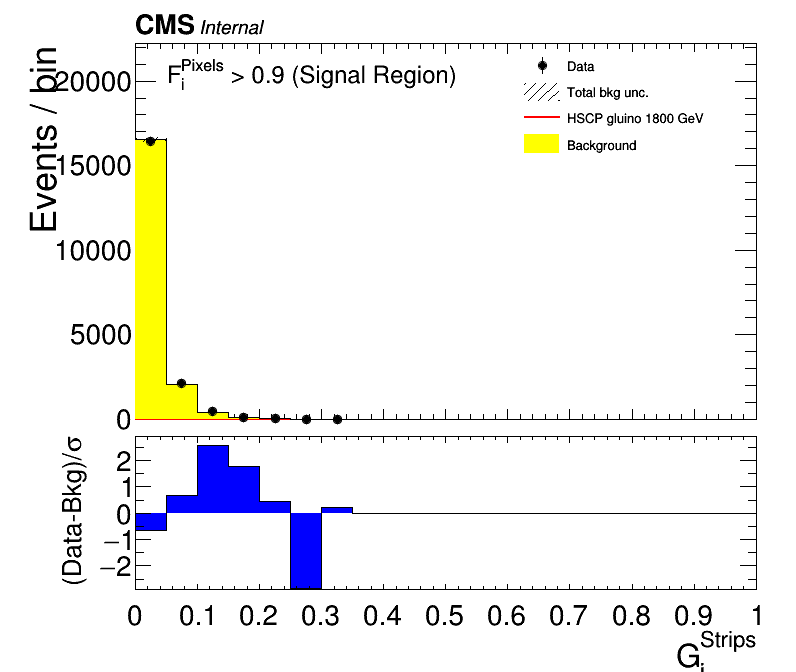 CMS Internal
F_i^Pixels > 0.9 (Signal Region)
Data
Total bkg unc.
HSCP gluino 1800 GeV
Background
Events / bin
20000
15000
10000
5000
0
(Data-Bkg)/σ
2
1
0
−1
−2
0 0.1 0.2 0.3 0.4 0.5 0.6 0.7 0.8 0.9 1
G_i^Strips